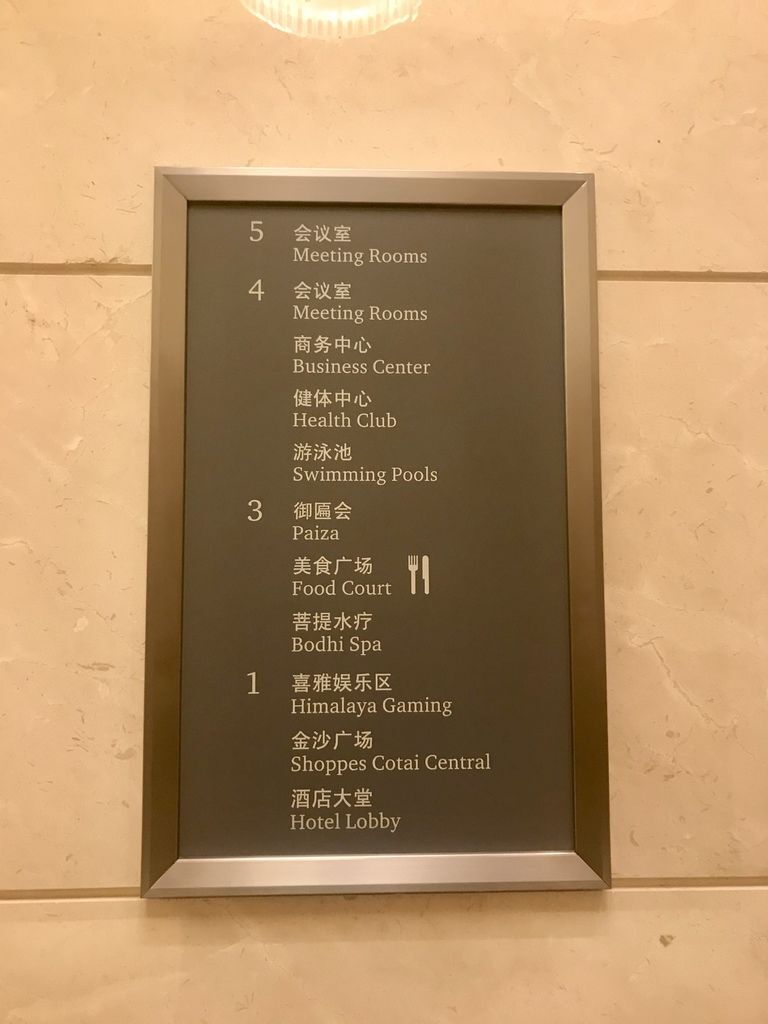 5 会议室
Meeting Rooms
4 会议室
Meeting Rooms
商务中心
Business Center
健体中心
Health Club
游泳池
Swimming Pools
3 御匾会
Paiza
美食广场
Food Court
菩提水疗
Bodhi Spa
1 喜雅娱乐区
Himalaya Gaming
金沙广场
Shoppes Cotai Central
酒店大堂
Hotel Lobby